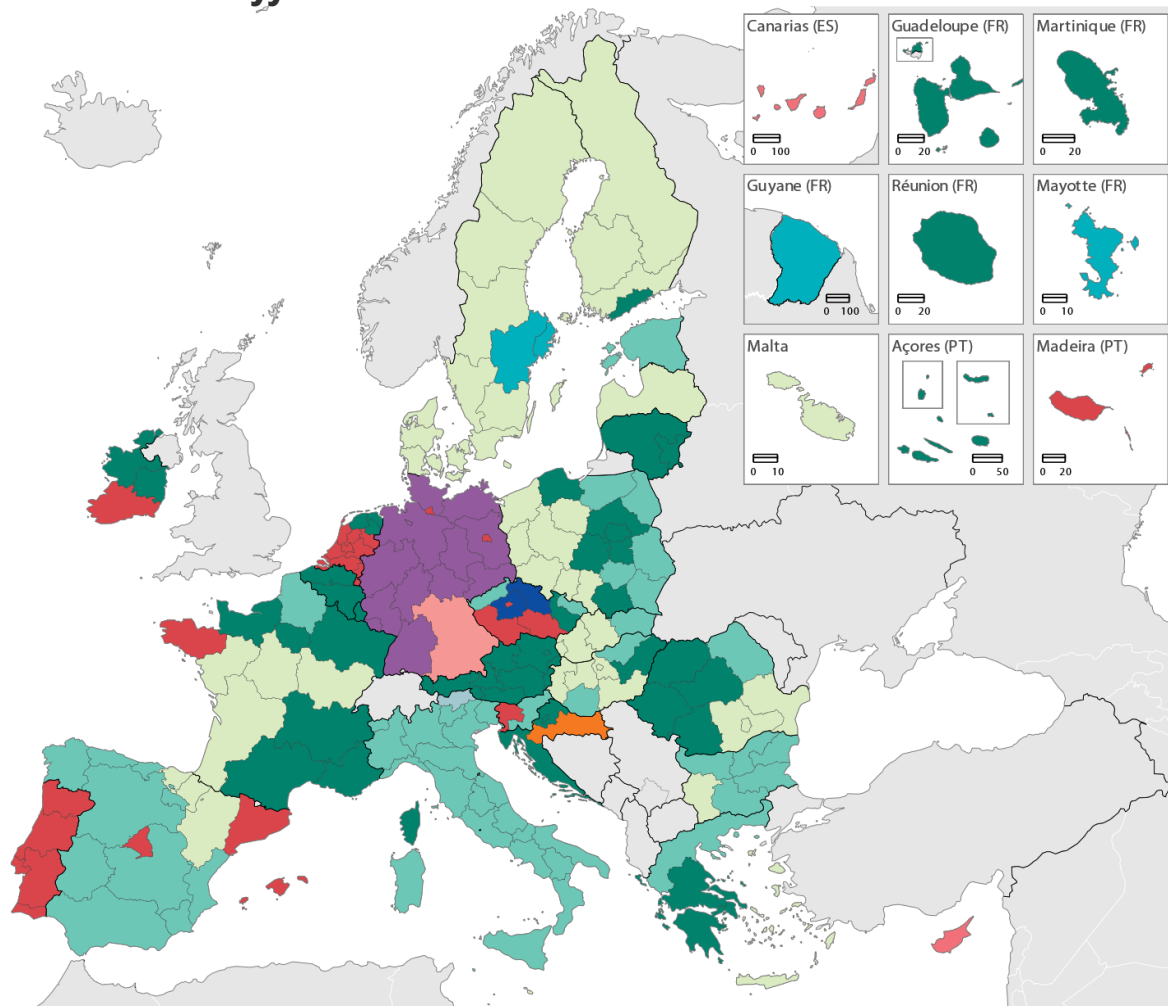 Canarias (ES)
0 100
Guadeloupe (FR)
0 20
Martinique (FR)
0 20
Guyane (FR)
0 100
Réunion (FR)
0 20
Mayotte (FR)
0 10
Malta
0 10
Açores (PT)
0 50
Madeira (PT)
0 20